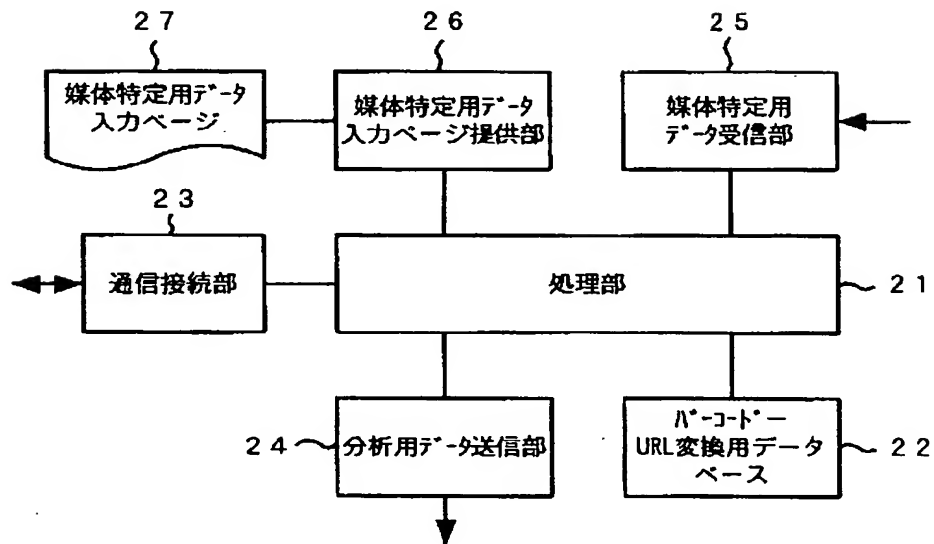 27
26
25
媒体特定用ﾃﾞｰﾀ
入力ページ
媒体特定用ﾃﾞｰﾀ
入力ページ提供部
媒体特定用
ﾃﾞｰﾀ受信部
23
通信接続部
処理部
21
24
分析用ﾃﾞｰﾀ送信部
ﾊﾞｰｺｰﾄﾞｰ
URL変換用データ
ベース
22